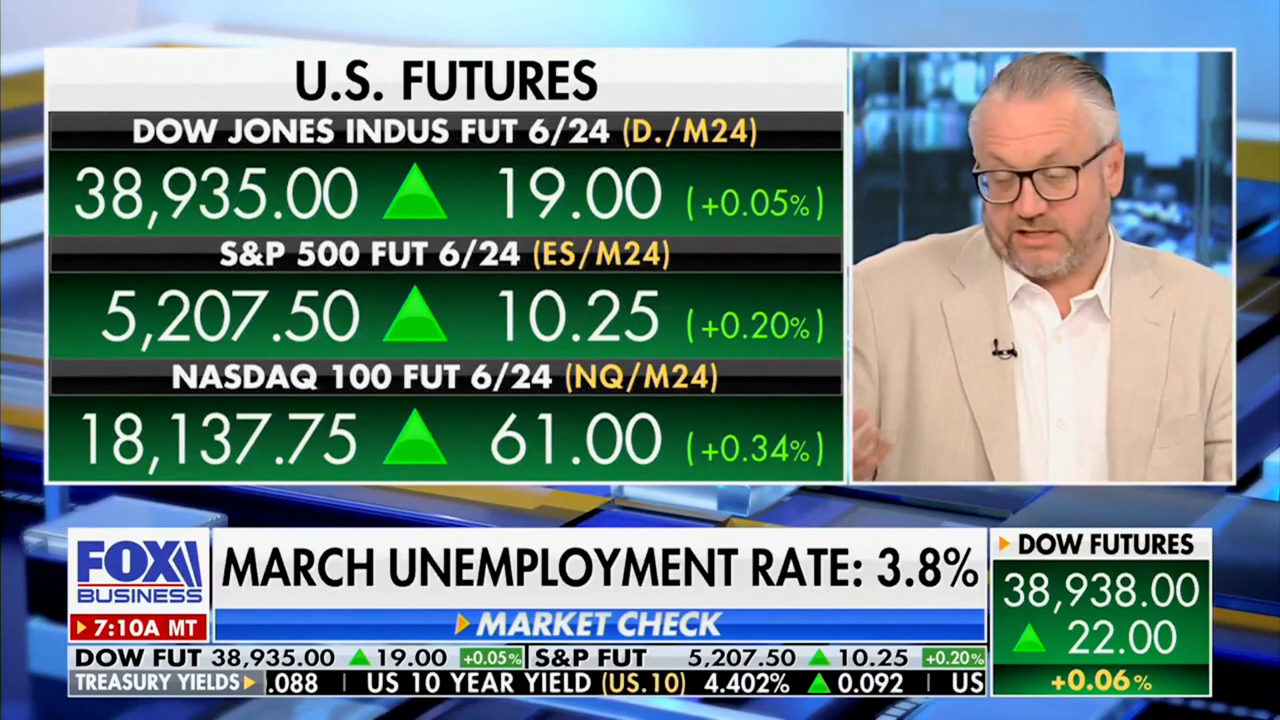 U.S. FUTURES
DOW JONES INDUS FUT 6/24 (D./M24)
38,935.00 19.00 (+0.05%)
S&P 500 FUT 6/24 (ES/M24)
5,207.50 10.25 (+0.20%)
NASDAQ 100 FUT 6/24 (NQ/M24)
18,137.75 61.00 (+0.34%)
FOX BUSINESS
7:10A MT
MARCH UNEMPLOYMENT RATE: 3.8%
MARKET CHECK
DOW FUTURES
38,938.00
22.00
+0.06%
DOW FUT 38,935.00 19.00 +0.05% S&P FUT 5,207.50 10.25 +0.20%
TREASURY YIELDS .088 | US 10 YEAR YIELD (US.10) 4.402% 0.092 | US